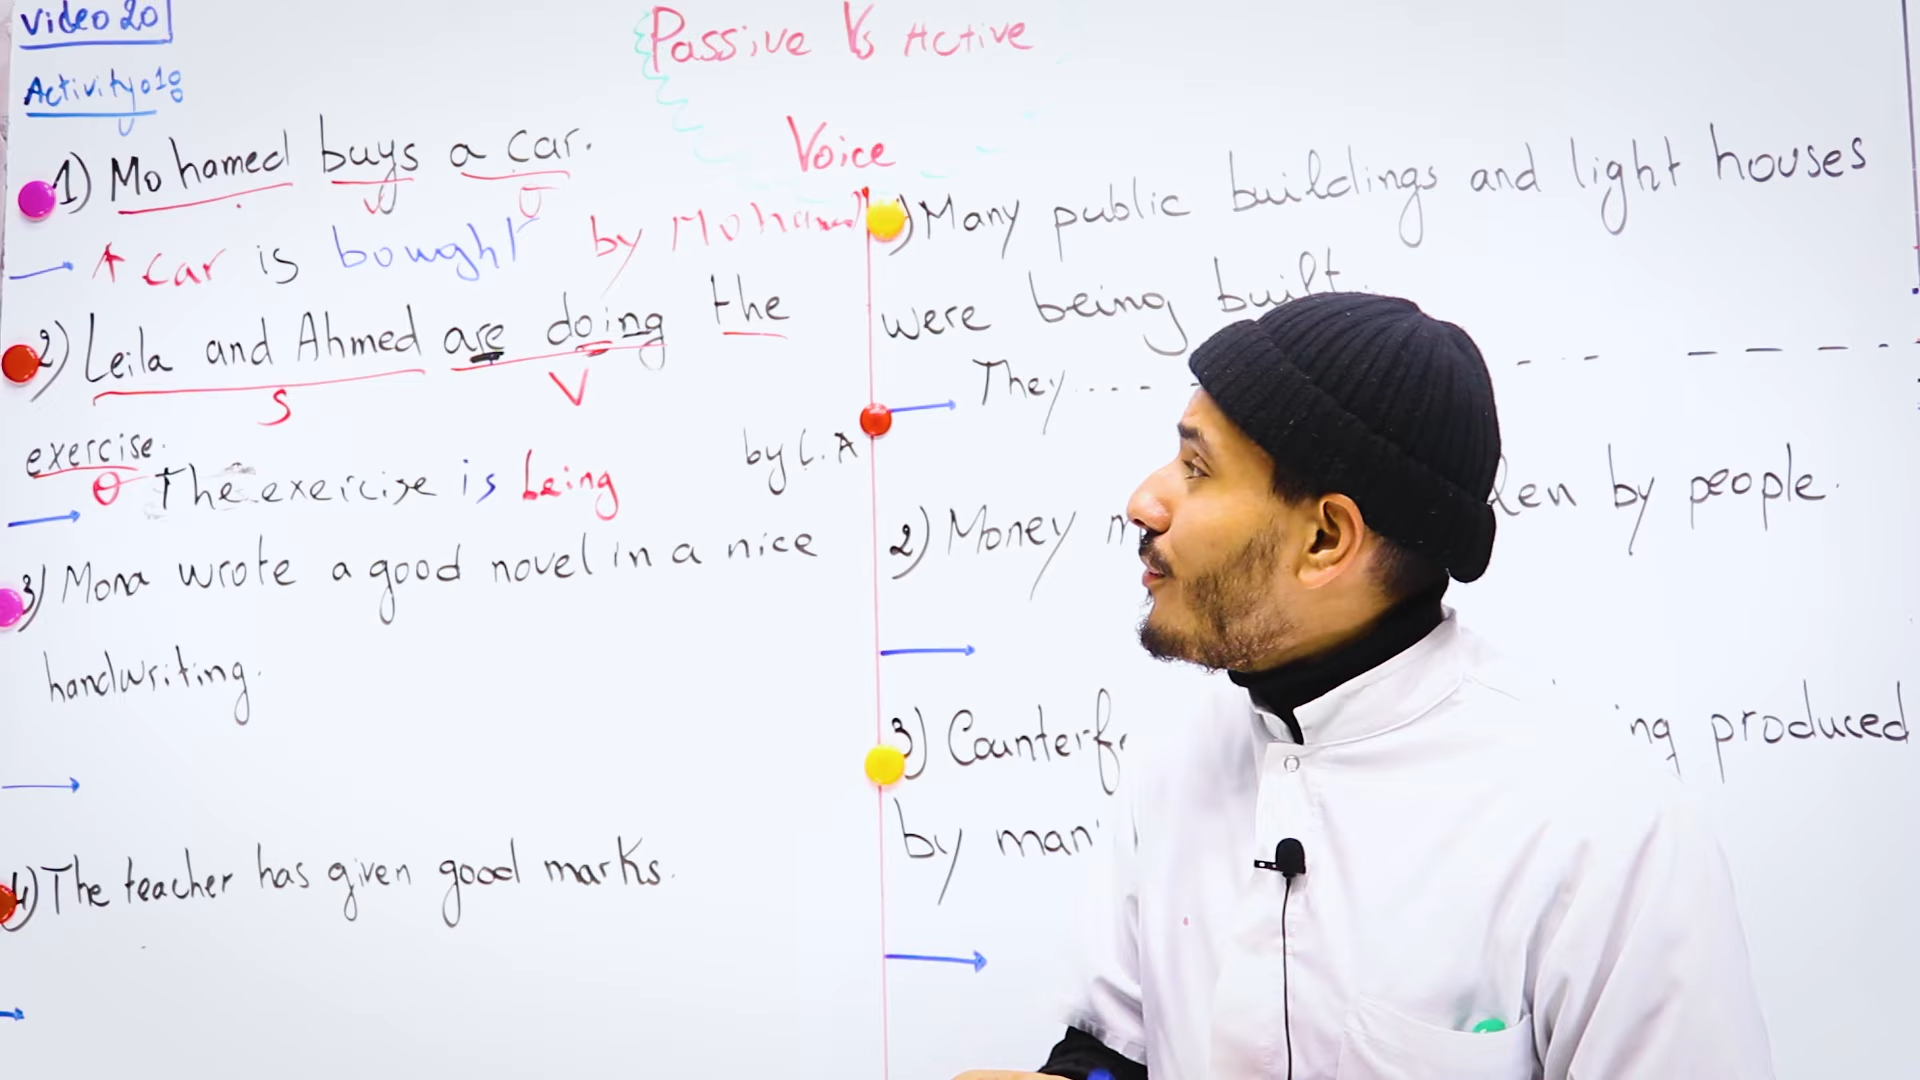 Video 20
Activity 01:
Passive Vs Active
Voice
1) Mohamed buys a car.
A car is bought by Mohamed
2) Leila and Ahmed are doing the
S V
exercise.
O The exercise is being by L.A
3) Mona wrote a good novel in a nice
handwriting.
4) The teacher has given good marks.
1) Many public buildings and light houses
were being built.
They ....
2) Money by people.
3) produced
by